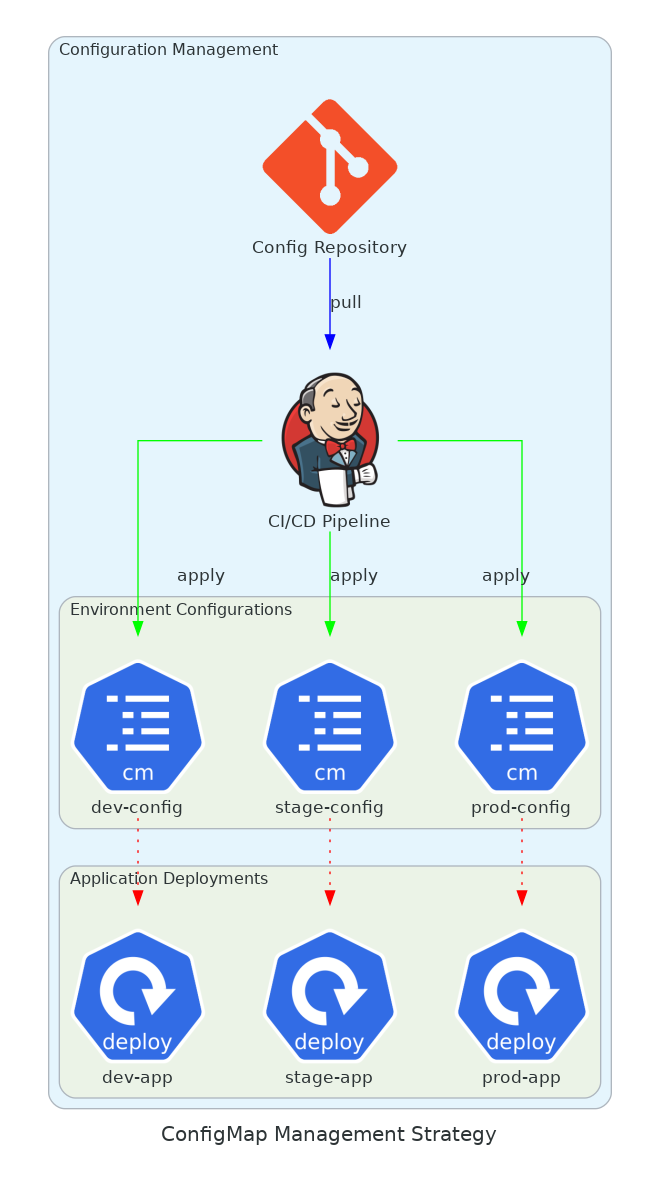 Configuration Management
Config Repository
pull
CI/CD Pipeline
apply apply apply
Environment Configurations
cm cm cm
dev-config stage-config prod-config
Application Deployments
deploy deploy deploy
dev-app stage-app prod-app
ConfigMap Management Strategy